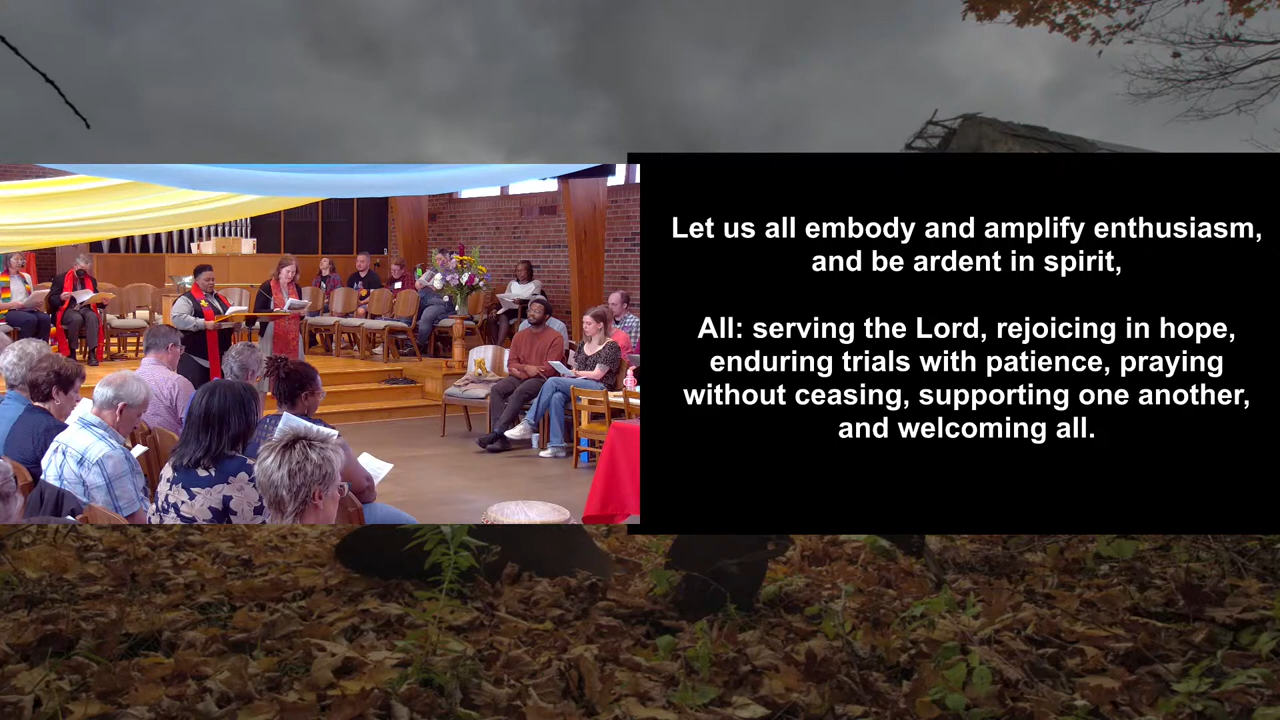 Let us all embody and amplify enthusiasm,
and be ardent in spirit,
All: serving the Lord, rejoicing in hope,
enduring trials with patience, praying
without ceasing, supporting one another,
and welcoming all.